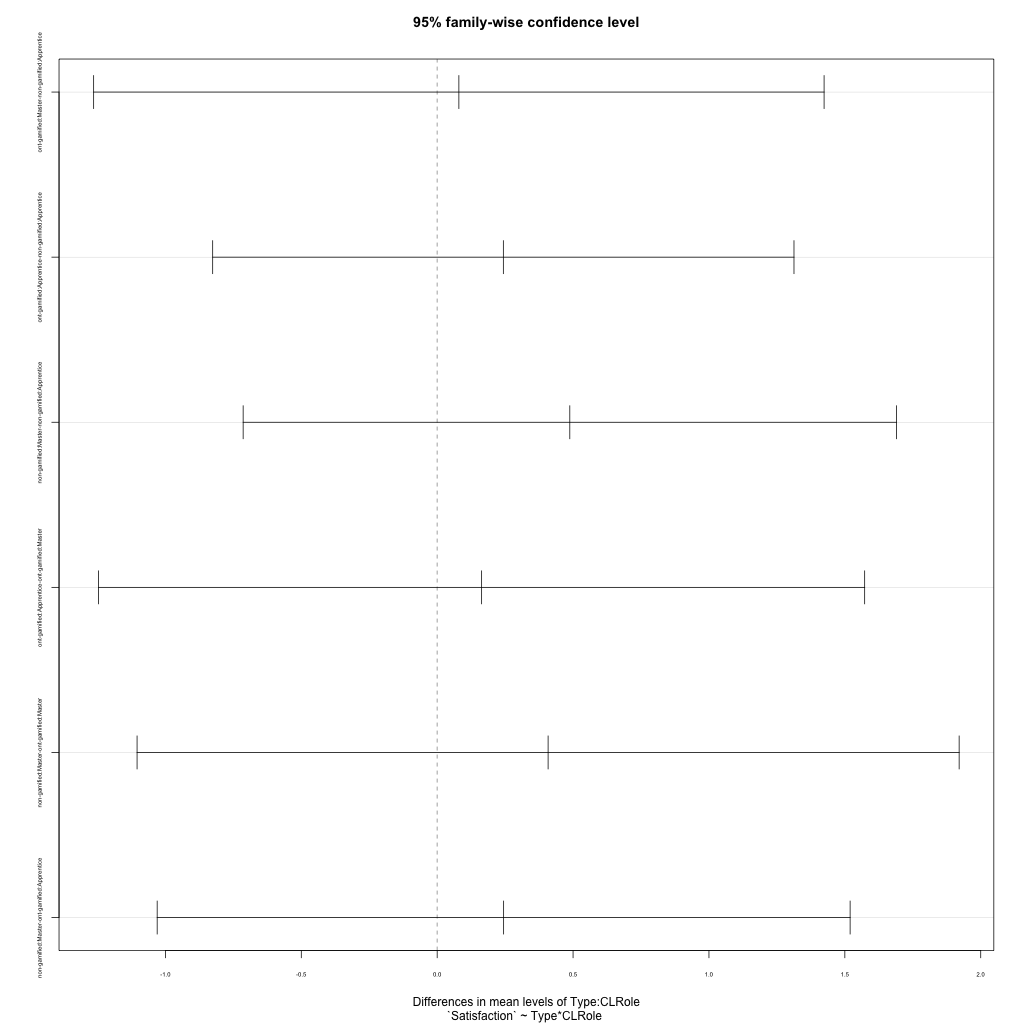 95% family-wise confidence level
ont-gamified:Master-non-gamified:Apprentice
ont-gamified:Apprentice-non-gamified:Apprentice
non-gamified:Master-non-gamified:Apprentice
ont-gamified:Apprentice-ont-gamified:Master
non-gamified:Master-ont-gamified:Master
non-gamified:Master-ont-gamified:Apprentice
-1.0 -0.5 0.0 0.5 1.0 1.5 2.0
Differences in mean levels of Type:CLRole
`Satisfaction` ~ Type*CLRole